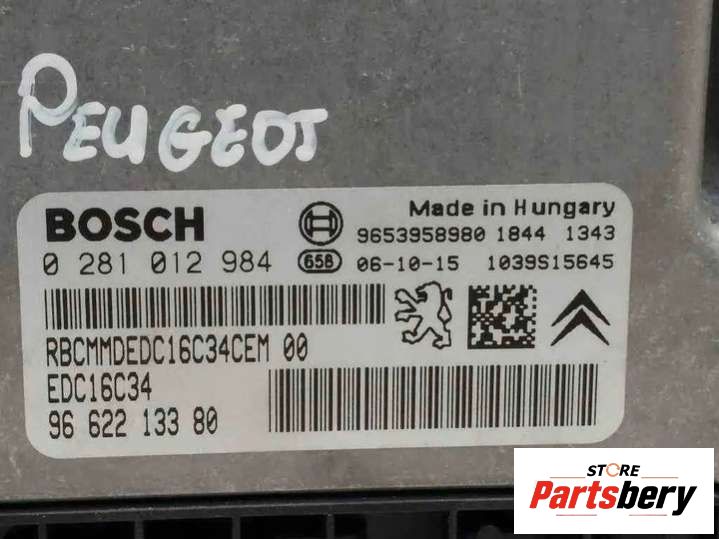 PEUGEOT
BOSCH
Made in Hungary
9653958980 1844 1343
0 281 012 984
658
06-10-15 1039S15645
RBCMMDEDC16C34CEM 00
EDC16C34
96 622 133 80
STORE
Partsbery